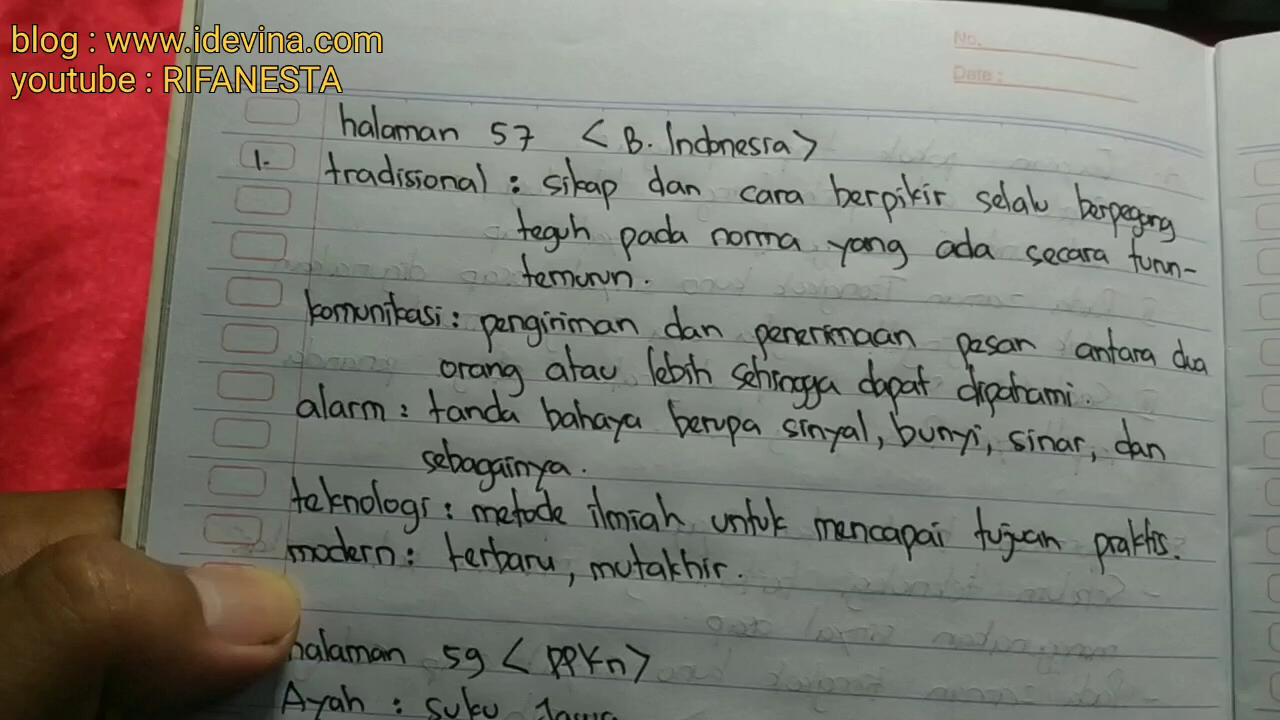 blog : www.idevina.com
youtube : RIFANESTA
No.
Date :
halaman 57 <B. Indonesia>
1. tradisional : sikap dan cara berpikir selalu berpegang
teguh pada norma yang ada secara turun-
temurun.
komunikasi : pengiriman dan penerimaan pesan antara dua
orang atau lebih sehingga dapat dipahami.
alarm : tanda bahaya berupa sinyal, bunyi, sinar, dan
sebagainya.
teknologi : metode ilmiah untuk mencapai tujuan praktis.
modern : terbaru, mutakhir.
halaman 59 <PPKn>
Ayah : suku Jawa